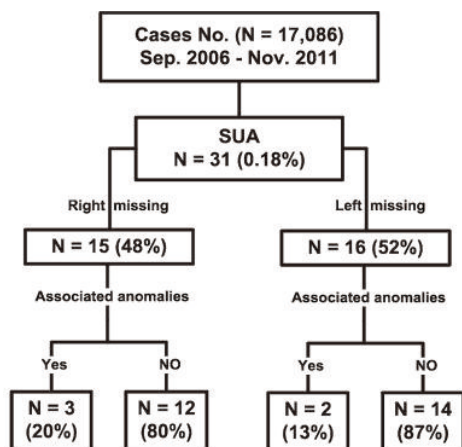 Cases No. (N = 17,086)
Sep. 2006 - Nov. 2011
SUA
N = 31 (0.18%)
Right missing
Left missing
N = 15 (48%)
N = 16 (52%)
Associated anomalies
Associated anomalies
Yes
NO
Yes
NO
N = 3
(20%)
N = 12
(80%)
N = 2
(13%)
N = 14
(87%)